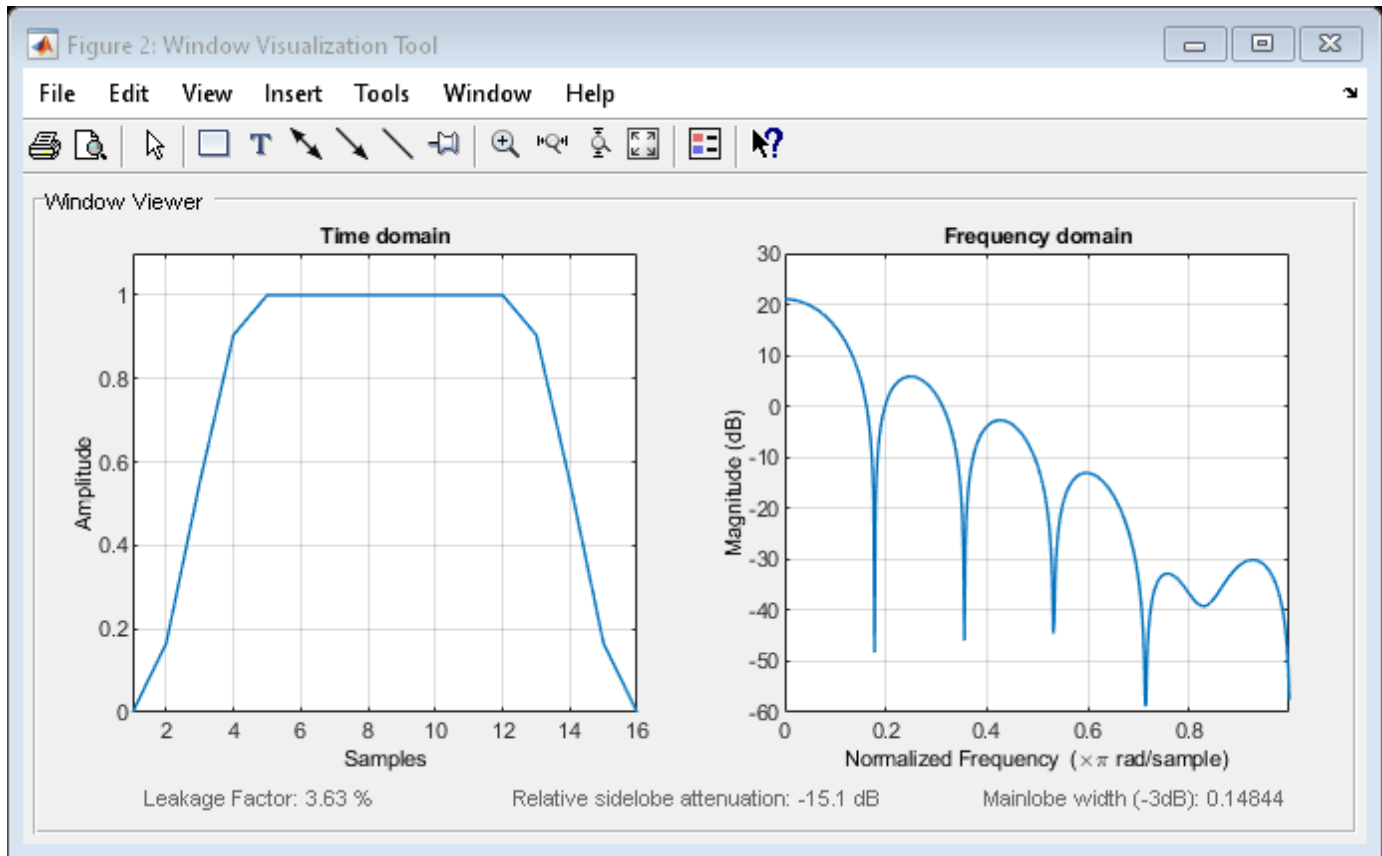 Figure 2: Window Visualization Tool
File Edit View Insert Tools Window Help
T
?
Window Viewer
Time domain
1
0.8
0.6
0.4
0.2
0
Amplitude
2 4 6 8 10 12 14 16
Samples
Frequency domain
30
20
10
0
-10
-20
-30
-40
-50
-60
Magnitude (dB)
0 0.2 0.4 0.6 0.8
Normalized Frequency (×π rad/sample)
Leakage Factor: 3.63 %
Relative sidelobe attenuation: -15.1 dB
Mainlobe width (-3dB): 0.14844